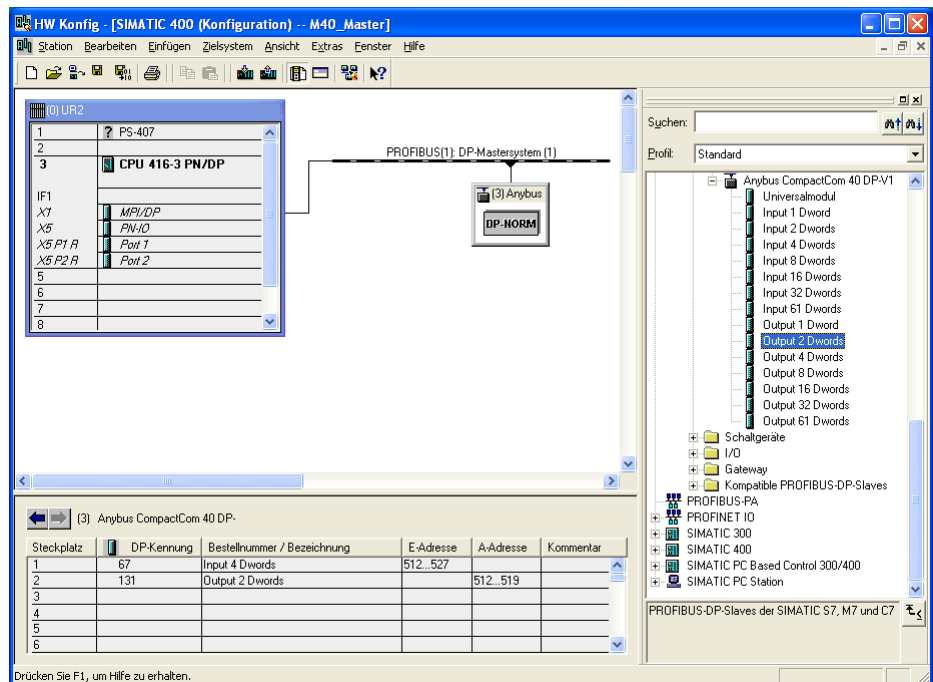 HW Konfig - [SIMATIC 400 (Konfiguration) -- M40_Master]
Station Bearbeiten Einfügen Zielsystem Ansicht Extras Fenster Hilfe
(0) UR2
1 ? PS-407
2
3 CPU 416-3 PN/DP
IF1
X1 MPI/DP
X5 PN-IO
X5 P1 R Port 1
X5 P2 R Port 2
5
6
7
8
PROFIBUS(1): DP-Mastersystem (1)
(3) Anybus
DP-NORM
Suchen:
Profil: Standard
Anybus CompactCom 40 DP-V1
Universalmodul
Input 1 Dword
Input 2 Dwords
Input 4 Dwords
Input 8 Dwords
Input 16 Dwords
Input 32 Dwords
Input 61 Dwords
Output 1 Dword
Output 2 Dwords
Output 4 Dwords
Output 8 Dwords
Output 16 Dwords
Output 32 Dwords
Output 61 Dwords
Schaltgeräte
I/O
Gateway
Kompatible PROFIBUS-DP-Slaves
PROFIBUS-PA
PROFINET IO
SIMATIC 300
SIMATIC 400
SIMATIC PC Based Control 300/400
SIMATIC PC Station
PROFIBUS-DP-Slaves der SIMATIC S7, M7 und C7
(3) Anybus CompactCom 40 DP-
Steckplatz DP-Kennung Bestellnummer / Bezeichnung E-Adresse A-Adresse Kommentar
1 67 Input 4 Dwords 512...527
2 131 Output 2 Dwords 512...519
3
4
5
6
Drücken Sie F1, um Hilfe zu erhalten.